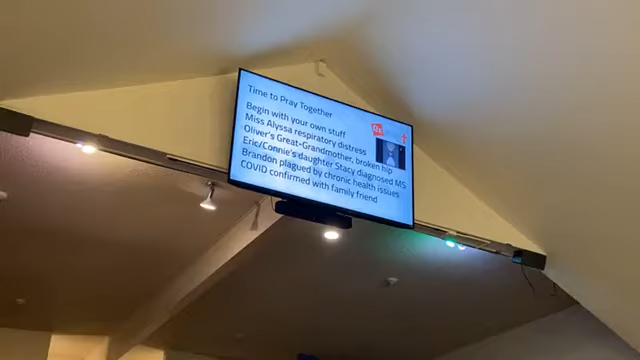 Time to Pray Together
Begin with your own stuff
Miss Alyssa respiratory distress
Oliver's Great-Grandmother, broken hip
Eric/Connie's daughter Stacy diagnosed MS
Brandon plagued by chronic health issues
COVID confirmed with family friend